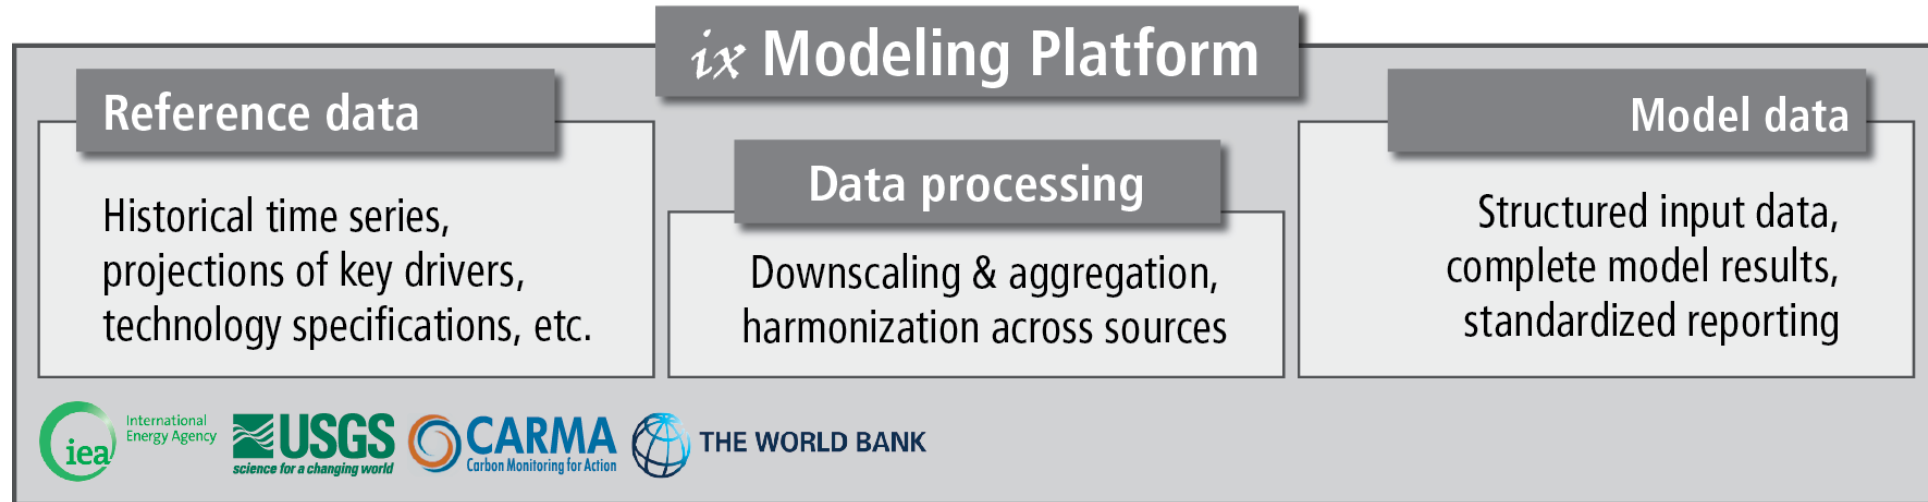 ix Modeling Platform
Reference data
Historical time series,
projections of key drivers,
technology specifications, etc.
Data processing
Downscaling & aggregation,
harmonization across sources
Model data
Structured input data,
complete model results,
standardized reporting
iea
International
Energy Agency
USGS
science for a changing world
CARMA
Carbon Monitoring for Action
THE WORLD BANK